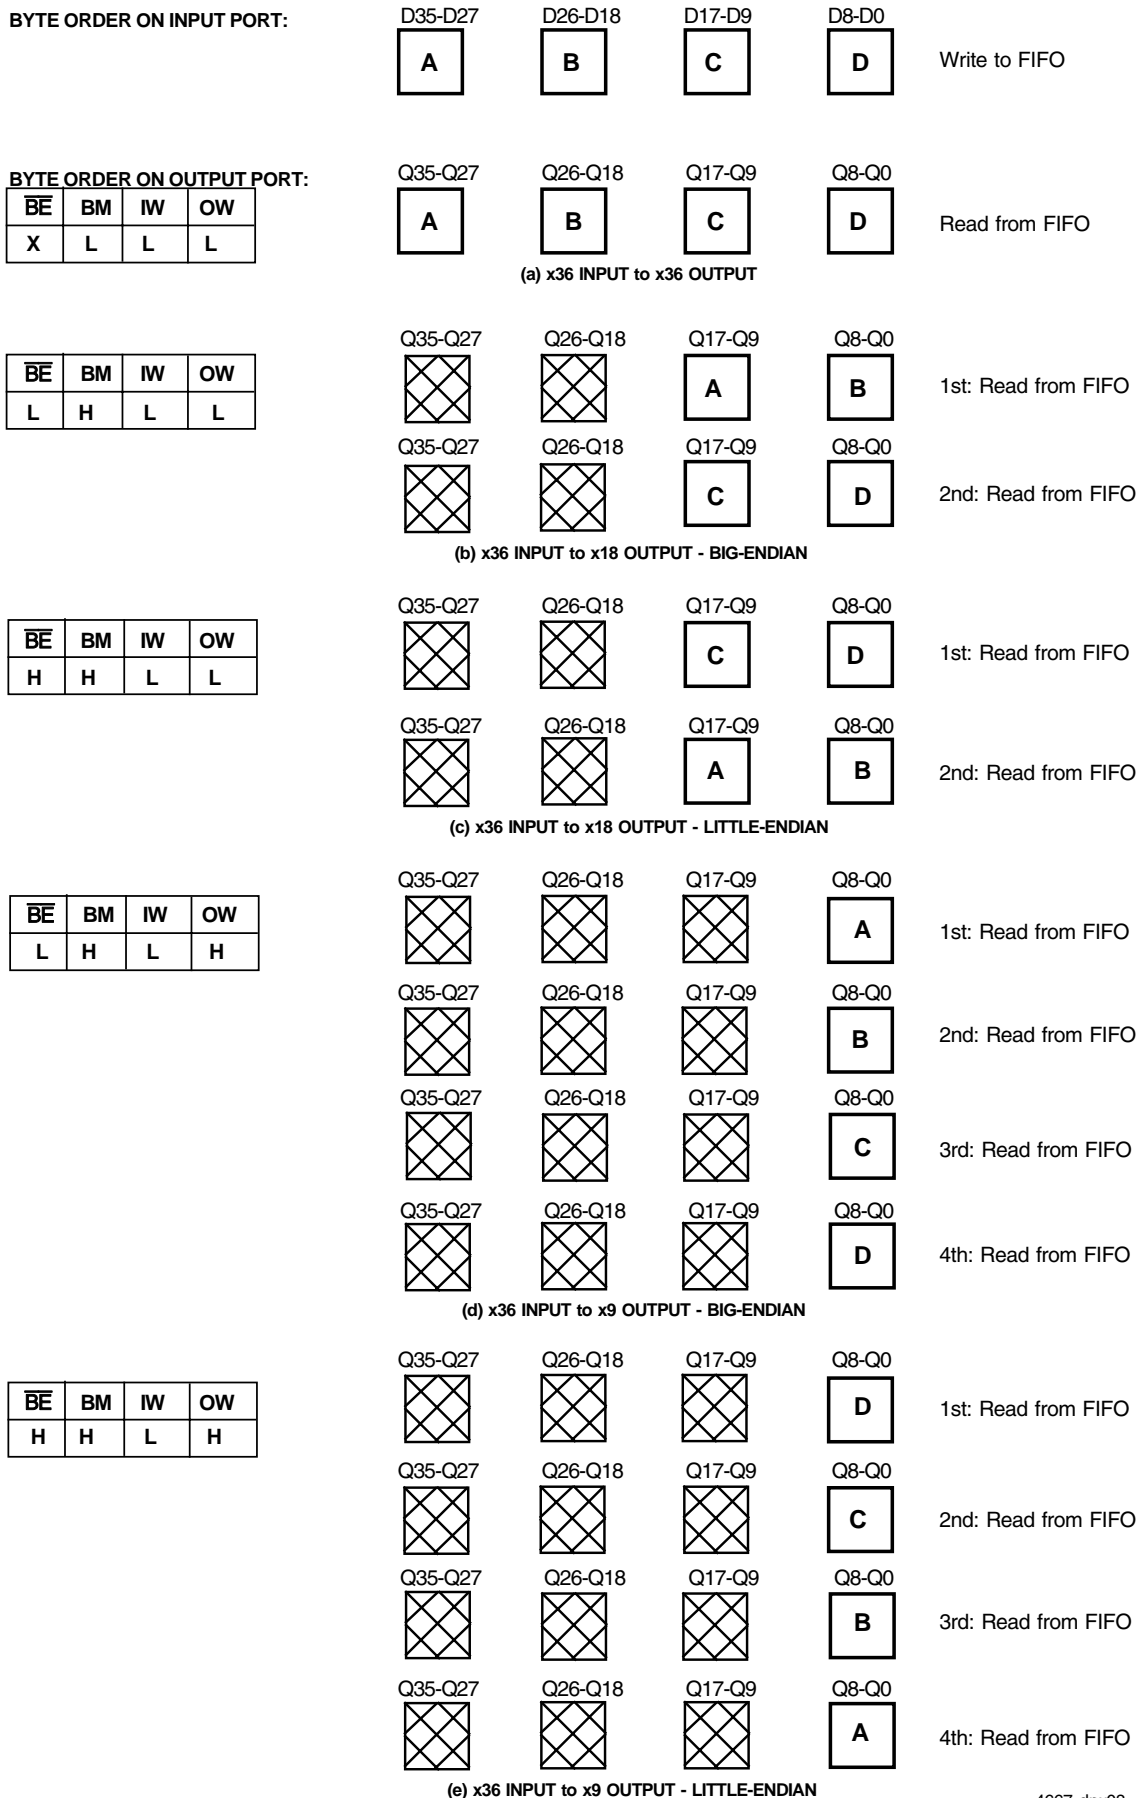 BYTE ORDER ON INPUT PORT: D35-D27 D26-D18 D17-D9 D8-D0
A B C D Write to FIFO
BYTE ORDER ON OUTPUT PORT: Q35-Q27 Q26-Q18 Q17-Q9 Q8-Q0
BE BM IW OW
X L L L
A B C D Read from FIFO
(a) x36 INPUT to x36 OUTPUT
Q35-Q27 Q26-Q18 Q17-Q9 Q8-Q0
BE BM IW OW
L H L L
A B 1st: Read from FIFO
Q35-Q27 Q26-Q18 Q17-Q9 Q8-Q0
C D 2nd: Read from FIFO
(b) x36 INPUT to x18 OUTPUT - BIG-ENDIAN
Q35-Q27 Q26-Q18 Q17-Q9 Q8-Q0
BE BM IW OW
H H L L
C D 1st: Read from FIFO
Q35-Q27 Q26-Q18 Q17-Q9 Q8-Q0
A B 2nd: Read from FIFO
(c) x36 INPUT to x18 OUTPUT - LITTLE-ENDIAN
Q35-Q27 Q26-Q18 Q17-Q9 Q8-Q0
BE BM IW OW
L H L H
A 1st: Read from FIFO
Q35-Q27 Q26-Q18 Q17-Q9 Q8-Q0
B 2nd: Read from FIFO
Q35-Q27 Q26-Q18 Q17-Q9 Q8-Q0
C 3rd: Read from FIFO
Q35-Q27 Q26-Q18 Q17-Q9 Q8-Q0
D 4th: Read from FIFO
(d) x36 INPUT to x9 OUTPUT - BIG-ENDIAN
Q35-Q27 Q26-Q18 Q17-Q9 Q8-Q0
BE BM IW OW
H H L H
D 1st: Read from FIFO
Q35-Q27 Q26-Q18 Q17-Q9 Q8-Q0
C 2nd: Read from FIFO
Q35-Q27 Q26-Q18 Q17-Q9 Q8-Q0
B 3rd: Read from FIFO
Q35-Q27 Q26-Q18 Q17-Q9 Q8-Q0
A 4th: Read from FIFO
(e) x36 INPUT to x9 OUTPUT - LITTLE-ENDIAN